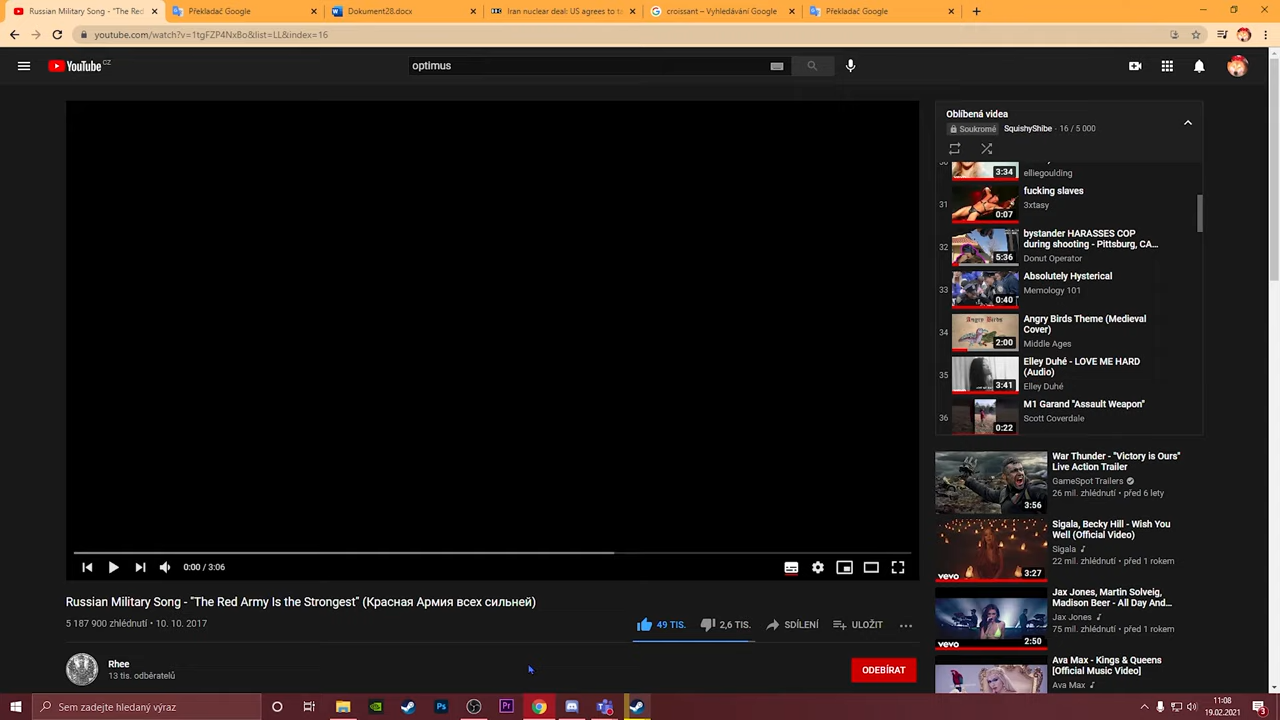 Russian Military Song - "The Red
Překladač Google
Dokument28.docx
Iran nuclear deal: US agrees to ta
croissant – Vyhledávání Google
Překladač Google
youtube.com/watch?v=1tgFZP4NxBo&list=LL&index=16
YouTube CZ
optimus
Oblíbená videa
Soukromé SquishyShibe · 16 / 5 000
3:34
elliegoulding
31
fucking slaves
3xtasy
0:07
32
bystander HARASSES COP
during shooting - Pittsburg, CA...
Donut Operator
5:36
33
Absolutely Hysterical
Memology 101
0:40
34
Angry Birds Theme (Medieval
Cover)
Middle Ages
Angry Birds
2:00
35
Elley Duhé - LOVE ME HARD
(Audio)
Elley Duhé
3:41
36
M1 Garand "Assault Weapon"
Scott Coverdale
0:22
0:00 / 3:06
Russian Military Song - "The Red Army Is the Strongest" (Красная Армия всех сильней)
5 187 900 zhlédnutí • 10. 10. 2017
49 TIS.
2,6 TIS.
SDÍLENÍ
ULOŽIT
Rhee
13 tis. odběratelů
ODEBÍRAT
War Thunder - "Victory is Ours"
Live Action Trailer
GameSpot Trailers
26 mil. zhlédnutí • před 6 lety
3:56
Sigala, Becky Hill - Wish You
Well (Official Video)
Sigala
22 mil. zhlédnutí • před 1 rokem
vevo
3:27
Jax Jones, Martin Solveig,
Madison Beer - All Day And...
Jax Jones
75 mil. zhlédnutí • před 1 rokem
vevo
2:50
Ava Max - Kings & Queens
[Official Music Video]
Ava Max
Sem zadejte hledaný výraz
Ps
Pr
11:08
19.02.2021
3